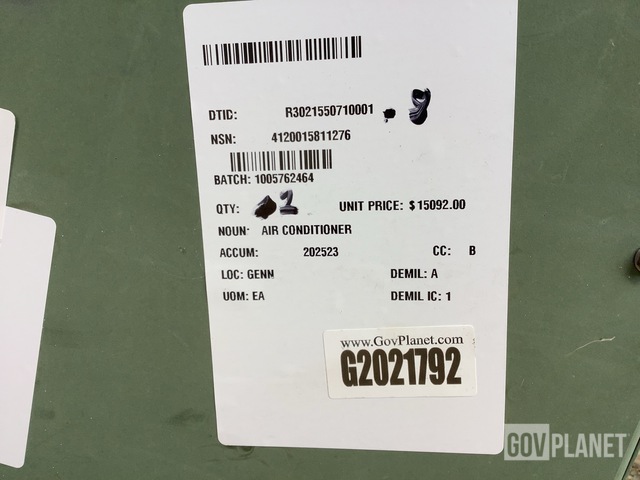 DTID: R3021550710001
NSN: 4120015811276
BATCH: 1005762464
QTY: UNIT PRICE: $15092.00
NOUN: AIR CONDITIONER
ACCUM: 202523 CC: B
LOC: GENN DEMIL: A
UOM: EA DEMIL IC: 1
www.GovPlanet.com
G2021792
GOVPLANET